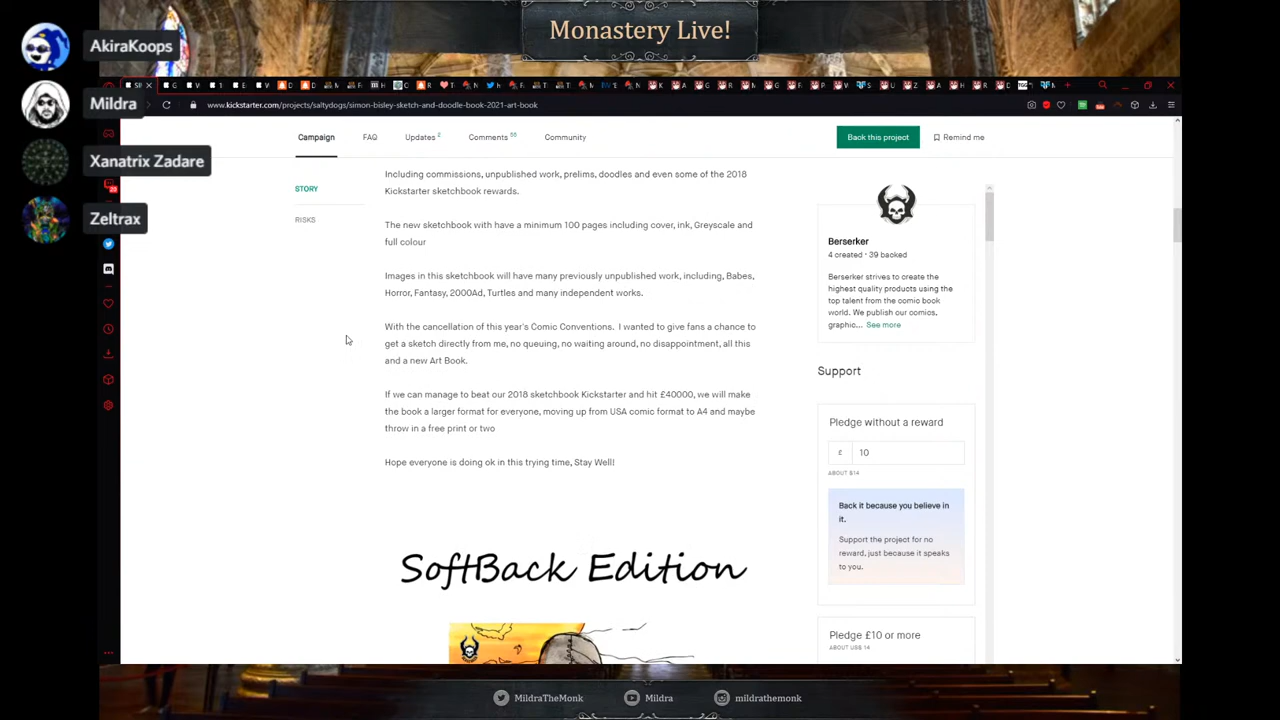 Monastery Live!
AkiraKoops
Mildra
Xanatrix Zadare
Zeltrax
www.kickstarter.com/projects/saltydogs/simon-bisley-sketch-and-doodle-book-2021-art-book
Campaign
FAQ
Updates 2
Comments 55
Community
Back this project
Remind me
STORY
RISKS
Including commissions, unpublished work, prelims, doodles and even some of the 2018
Kickstarter sketchbook rewards.
The new sketchbook with have a minimum 100 pages including cover, ink, Greyscale and
full colour
Images in this sketchbook will have many previously unpublished work, including, Babes,
Horror, Fantasy, 2000Ad, Turtles and many independent works.
With the cancellation of this year's Comic Conventions. I wanted to give fans a chance to
get a sketch directly from me, no queuing, no waiting around, no disappointment, all this
and a new Art Book.
If we can manage to beat our 2018 sketchbook Kickstarter and hit £40000, we will make
the book a larger format for everyone, moving up from USA comic format to A4 and maybe
throw in a free print or two
Hope everyone is doing ok in this trying time, Stay Well!
SoftBack Edition
Berserker
4 created · 39 backed
Berserker strives to create the
highest quality products using the
top talent from the comic book
world. We publish our comics,
graphic... See more
Support
Pledge without a reward
£ 10
ABOUT $14
Back it because you believe in
it.
Support the project for no
reward, just because it speaks
to you.
Pledge £10 or more
ABOUT US$ 14
MildraTheMonk
Mildra
mildrathemonk